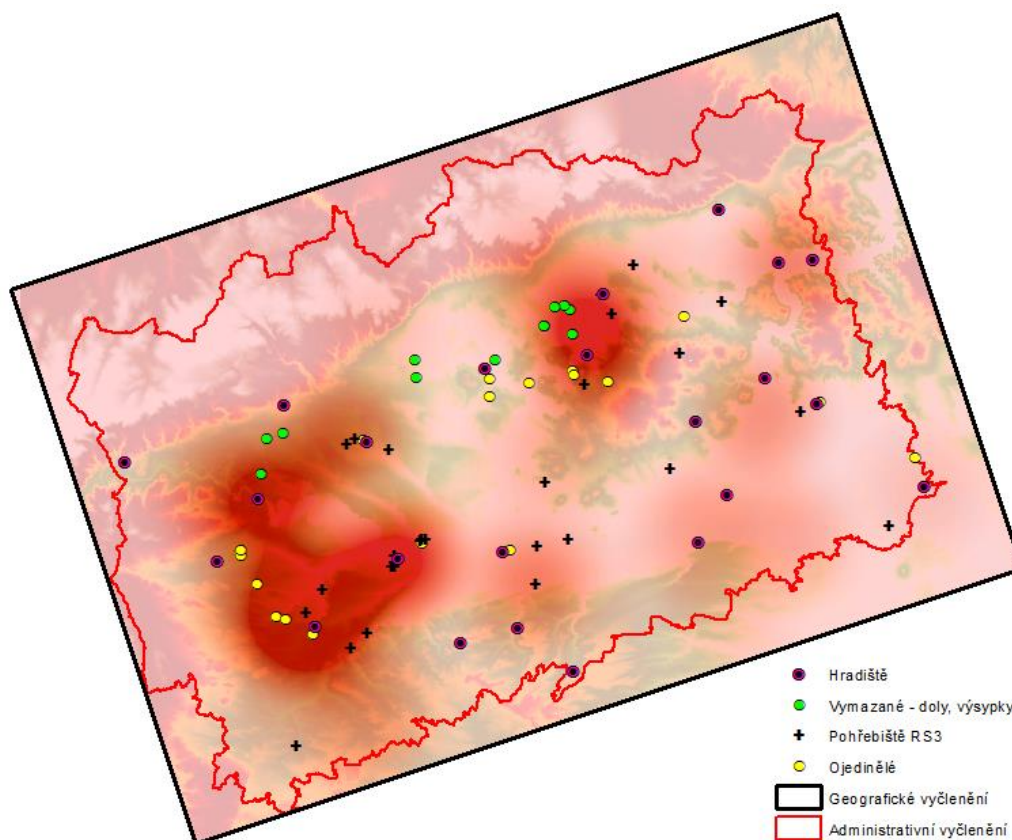 Hradiště
Vymazané - doly, výsypky
Pohřebiště RS3
Ojedinělé
Geografické vyčlenění
Administrativní vyčlenění